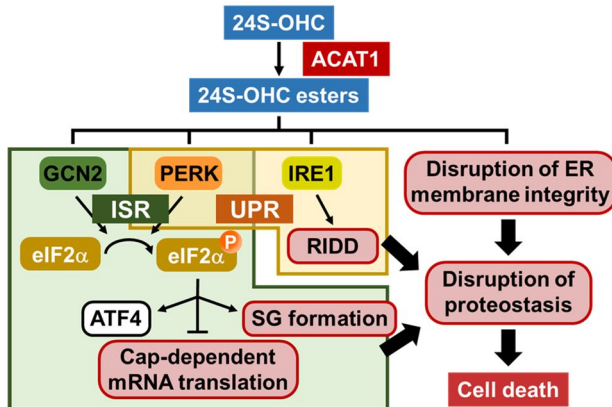 24S-OHC
ACAT1
24S-OHC esters
GCN2
PERK
IRE1
Disruption of ER
membrane integrity
ISR
UPR
eIF2α
eIF2α
P
RIDD
Disruption of
proteostasis
ATF4
SG formation
Cap-dependent
mRNA translation
Cell death